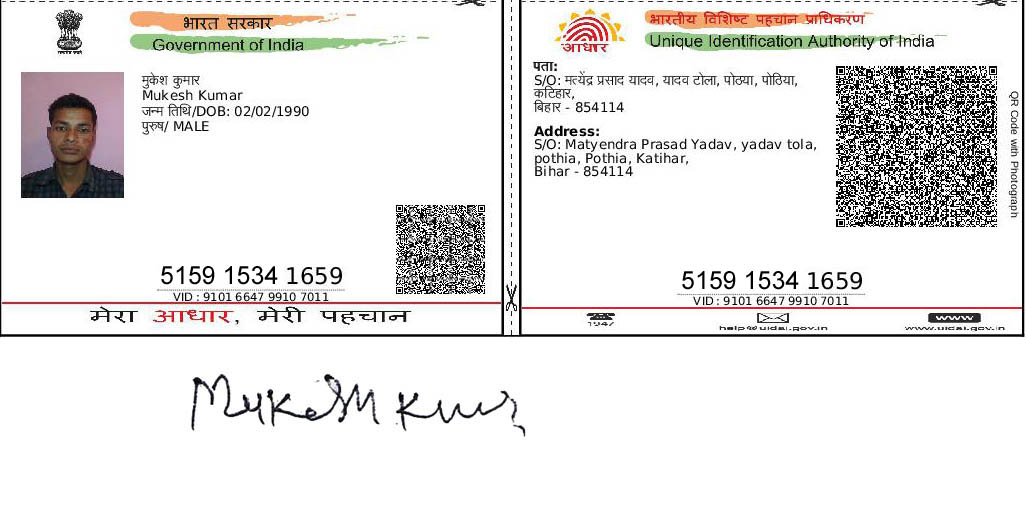 भारत सरकार
Government of India
मुकेश कुमार
Mukesh Kumar
जन्म तिथि/DOB: 02/02/1990
पुरुष/ MALE
5159 1534 1659
VID : 9101 6647 9910 7011
मेरा आधार, मेरी पहचान
भारतीय विशिष्ट पहचान प्राधिकरण
Unique Identification Authority of India
आधार
पता:
S/O: मत्येंद्र प्रसाद यादव, यादव टोला, पोठया, पोठिया,
कटिहार,
बिहार - 854114
Address:
S/O: Matyendra Prasad Yadav, yadav tola,
pothia, Pothia, Katihar,
Bihar - 854114
QR Code with Photograph
5159 1534 1659
VID : 9101 6647 9910 7011
1947
help@uidai.gov.in
www
www.uidai.gov.in
Mukesh Kumar